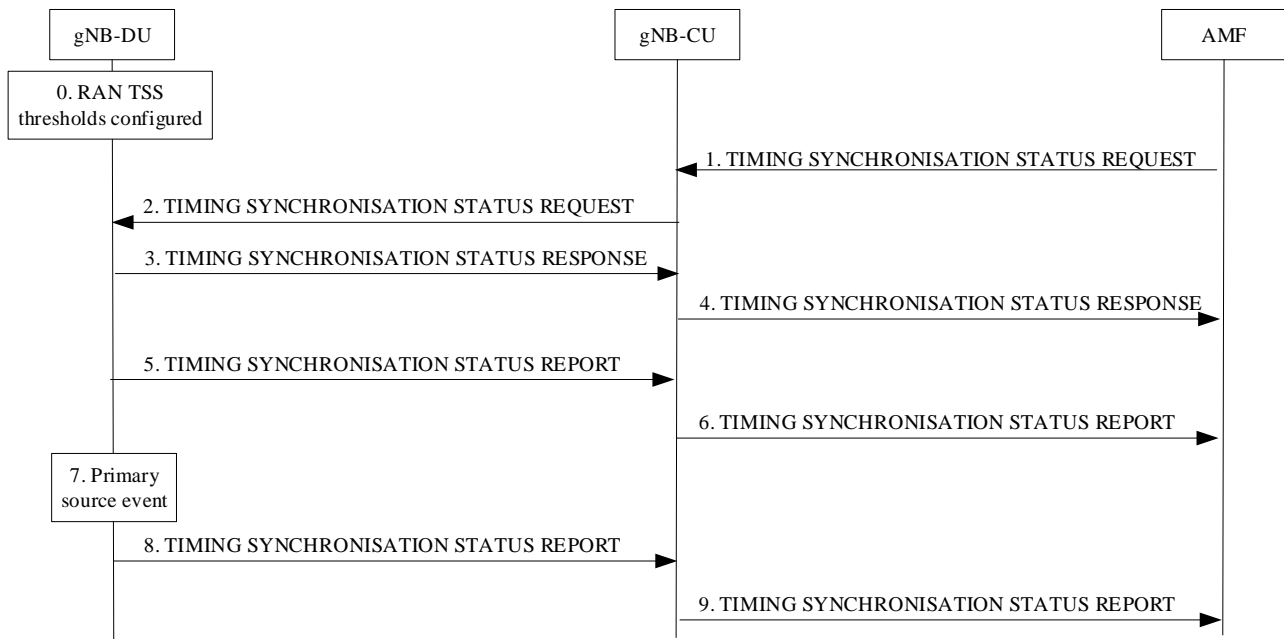 gNB-DU
gNB-CU
AMF
0. RAN TSS
thresholds configured
1. TIMING SYNCHRONISATION STATUS REQUEST
2. TIMING SYNCHRONISATION STATUS REQUEST
3. TIMING SYNCHRONISATION STATUS RESPONSE
4. TIMING SYNCHRONISATION STATUS RESPONSE
5. TIMING SYNCHRONISATION STATUS REPORT
6. TIMING SYNCHRONISATION STATUS REPORT
7. Primary
source event
8. TIMING SYNCHRONISATION STATUS REPORT
9. TIMING SYNCHRONISATION STATUS REPORT